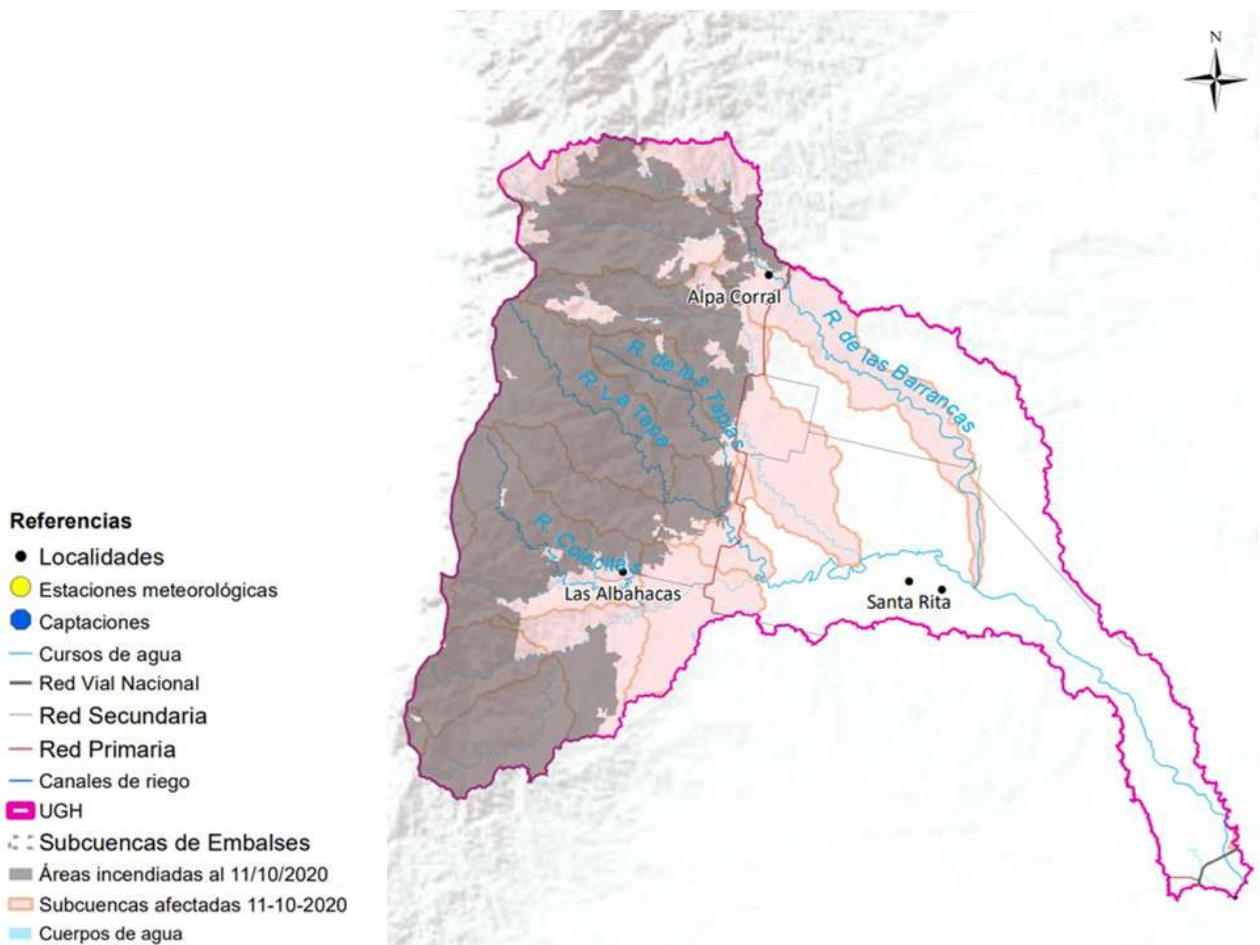 N
Alpa Corral
R. de las Barrancas
R. de la s Tapias
R. L a Tapa
R. Colacha s
Las Albahacas
Santa Rita
Referencias
Localidades
Estaciones meteorológicas
Captaciones
Cursos de agua
Red Vial Nacional
Red Secundaria
Red Primaria
Canales de riego
UGH
Subcuencas de Embalses
Áreas incendiadas al 11/10/2020
Subcuencas afectadas 11-10-2020
Cuerpos de agua